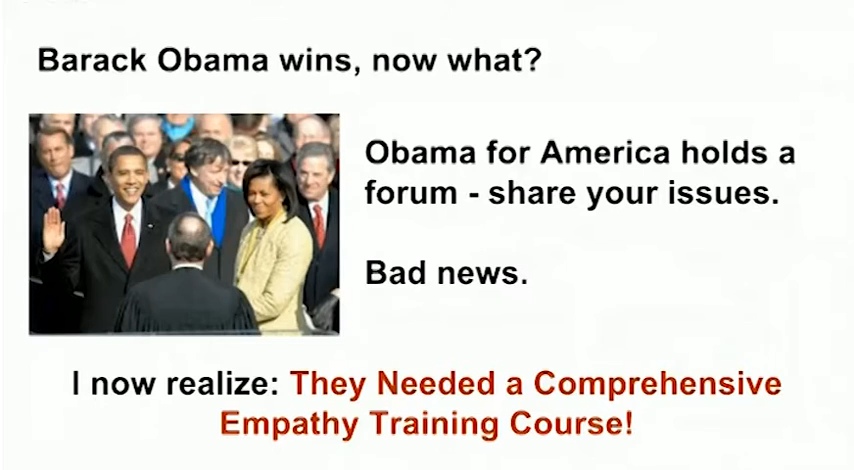 Barack Obama wins, now what?
Obama for America holds a
forum - share your issues.
Bad news.
I now realize: They Needed a Comprehensive
Empathy Training Course!